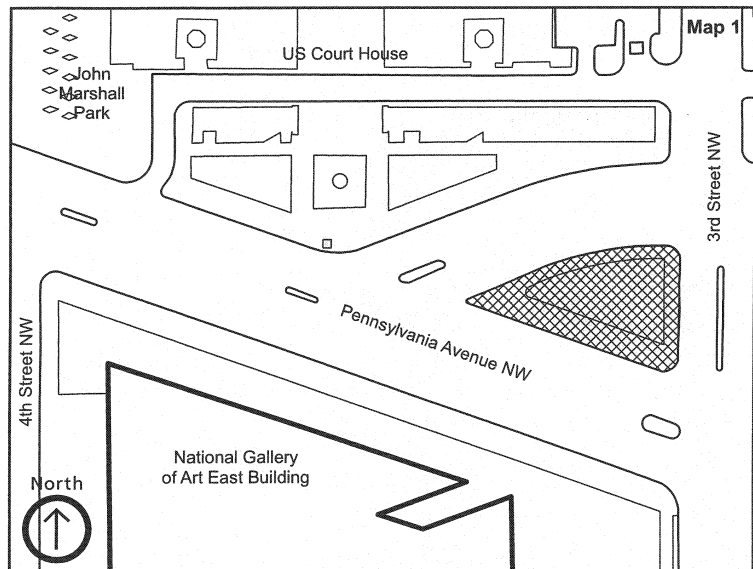 Map 1
US Court House
John
Marshall
Park
3rd Street NW
Pennsylvania Avenue NW
4th Street NW
National Gallery
of Art East Building
North